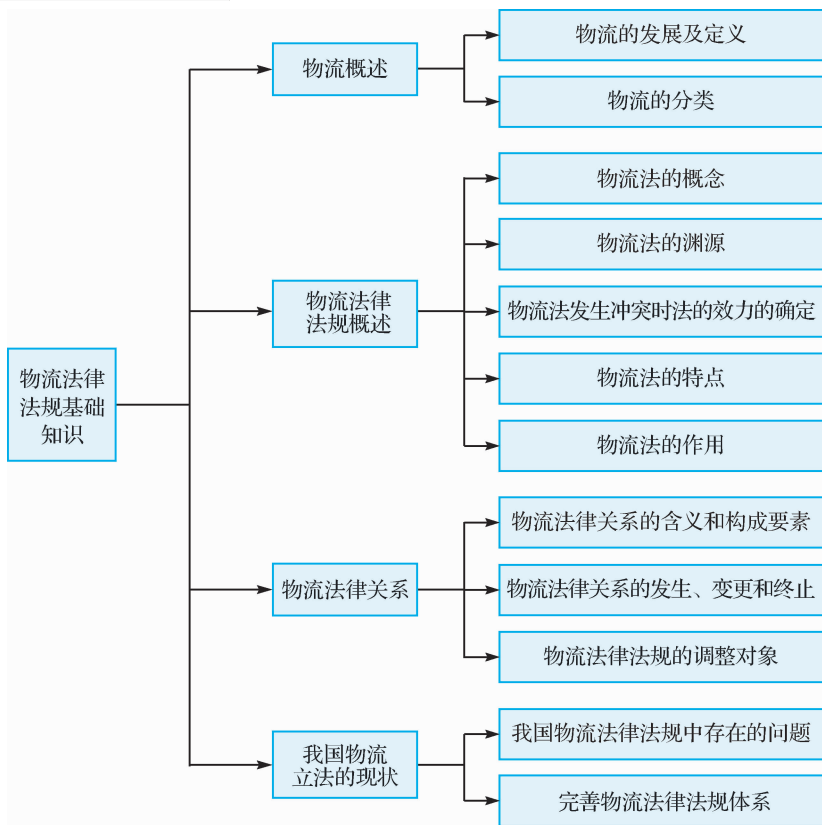 物流法律
法规基础
知识
物流概述
物流的发展及定义
物流的分类
物流法律
法规概述
物流法的概念
物流法的渊源
物流法发生冲突时法的效力的确定
物流法的特点
物流法的作用
物流法律关系
物流法律关系的含义和构成要素
物流法律关系的发生、变更和终止
物流法律法规的调整对象
我国物流
立法的现状
我国物流法律法规中存在的问题
完善物流法律法规体系